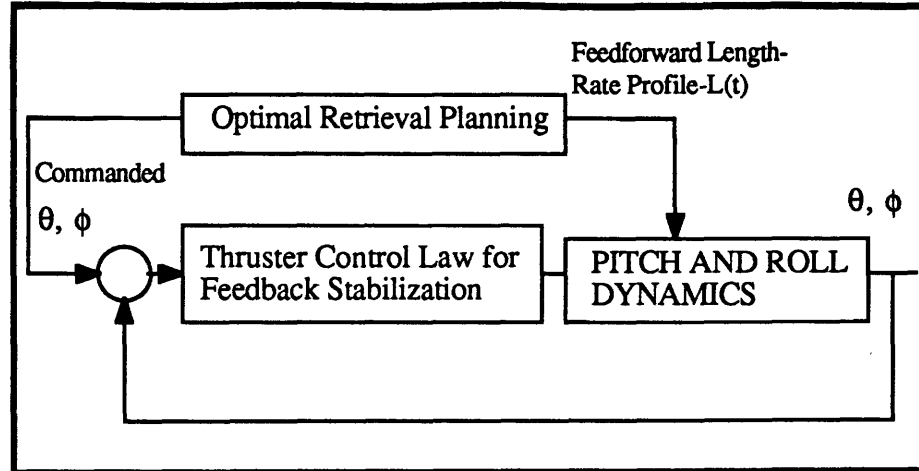 Feedforward Length-
Rate Profile-L(t)
Optimal Retrieval Planning
Commanded
θ, φ
θ, φ
Thruster Control Law for
Feedback Stabilization
PITCH AND ROLL
DYNAMICS